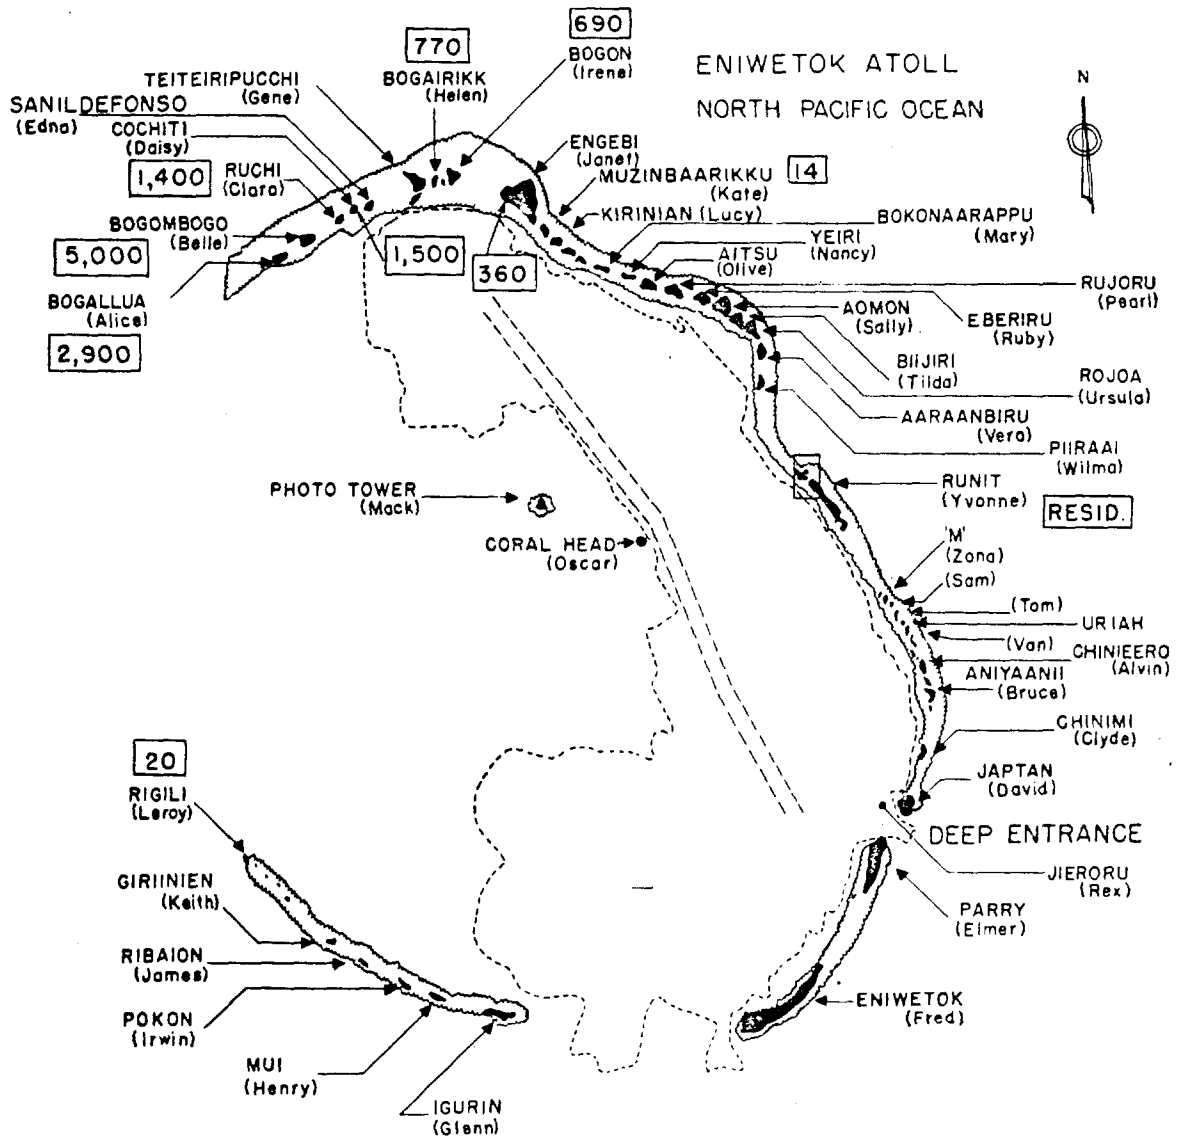 690
770
BOGON
(Irene)
ENIWETOK ATOLL
NORTH PACIFIC OCEAN
N
TEITEIRIPUCCHI
(Gene)
BOGAIRIKK
(Helen)
SANILDEFONSO
(Edna)
COCHITI
(Daisy)
ENGEBI
(Janet)
1,400
RUCHI
(Clara)
MUZINBAARIKKU
(Kate)
14
KIRINIAN (Lucy)
BOKONAARAPPU
(Mary)
BOGOMBOGO
(Belle)
5,000
1,500
360
YEIRI
(Nancy)
AITSU
(Olive)
RUJORU
(Pearl)
BOGALLUA
(Alice)
2,900
AOMON
(Sally)
EBERIRU
(Ruby)
BIIJIRI
(Tilda)
ROJOA
(Ursula)
AARAANBIRU
(Vera)
PIIRAAI
(Wilma)
PHOTO TOWER
(Mack)
RUNIT
(Yvonne)
RESID.
CORAL HEAD
(Oscar)
'M'
(Zona)
(Sam)
(Tom)
URIAH
(Van)
CHINIEERO
(Alvin)
ANIYAANII
(Bruce)
CHINIMI
(Clyde)
20
RIGILI
(Leroy)
JAPTAN
(David)
DEEP ENTRANCE
JIERORU
(Rex)
GIRIINIEN
(Keith)
PARRY
(Elmer)
RIBAION
(James)
POKON
(Irwin)
ENIWETOK
(Fred)
MUI
(Henry)
IGURIN
(Glenn)